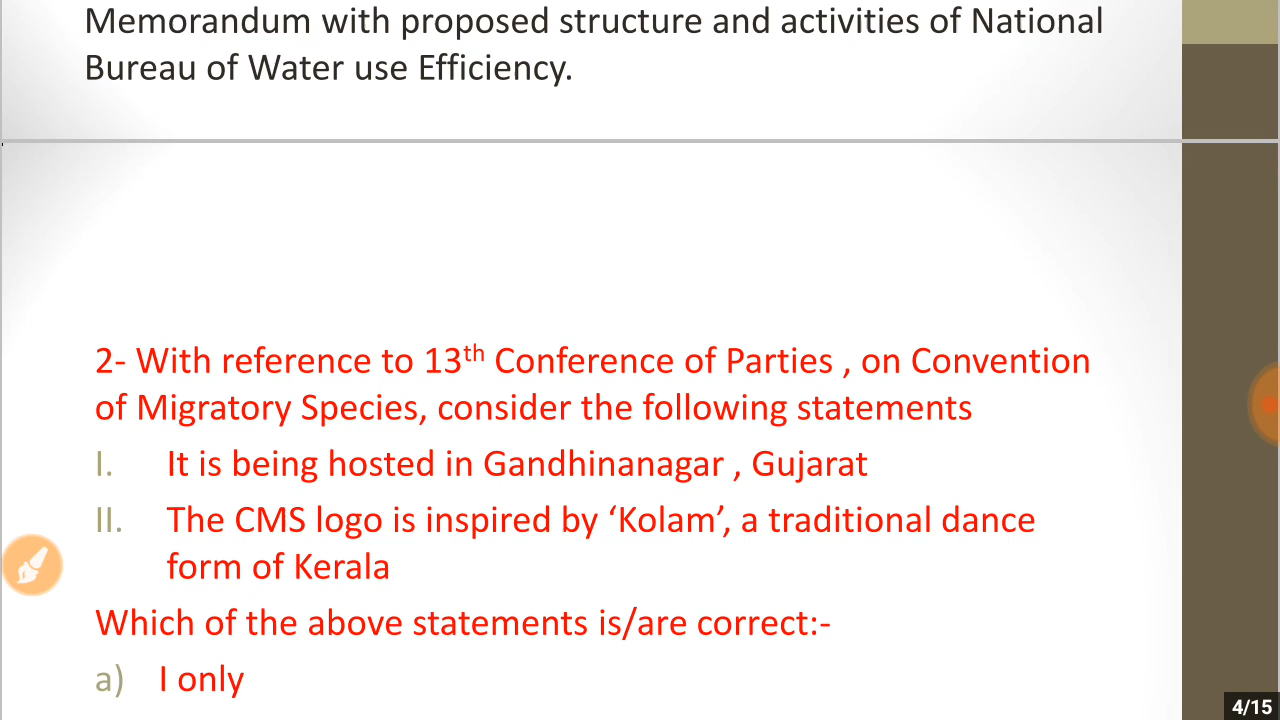 Memorandum with proposed structure and activities of National
Bureau of Water use Efficiency.
2- With reference to 13th Conference of Parties , on Convention
of Migratory Species, consider the following statements
I. It is being hosted in Gandhinanagar , Gujarat
II. The CMS logo is inspired by ‘Kolam’, a traditional dance
form of Kerala
Which of the above statements is/are correct:-
a) I only
4/15